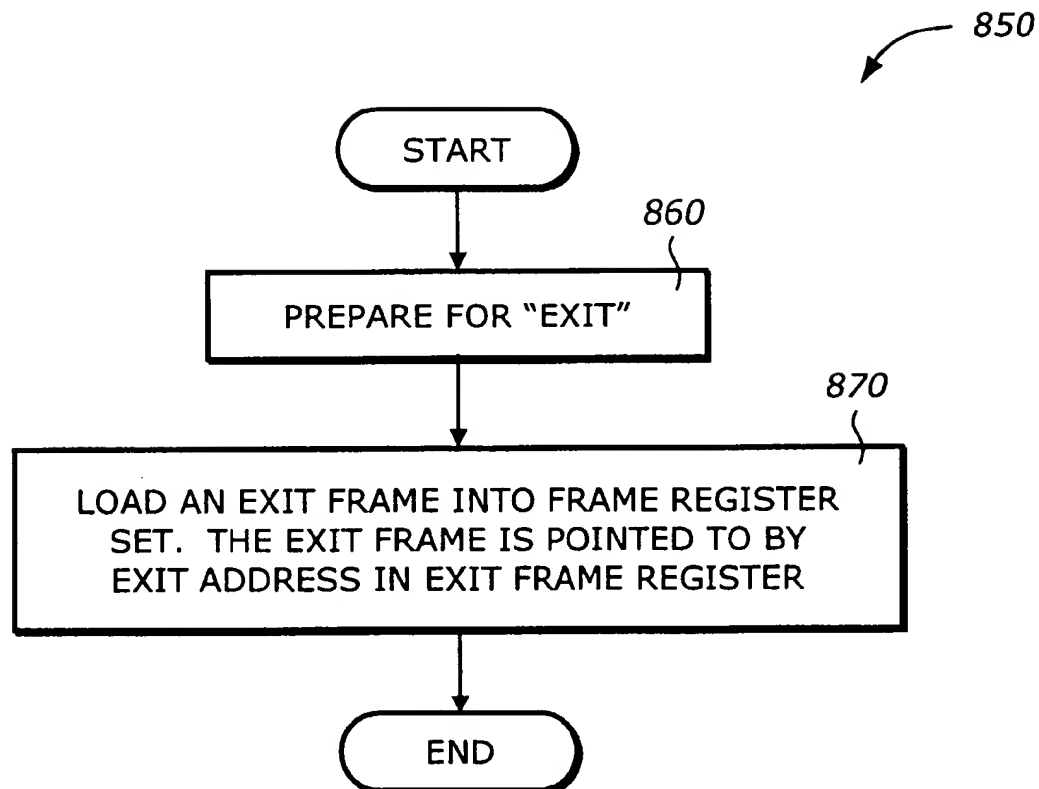 850
START
860
PREPARE FOR “EXIT”
870
LOAD AN EXIT FRAME INTO FRAME REGISTER
SET. THE EXIT FRAME IS POINTED TO BY
EXIT ADDRESS IN EXIT FRAME REGISTER
END